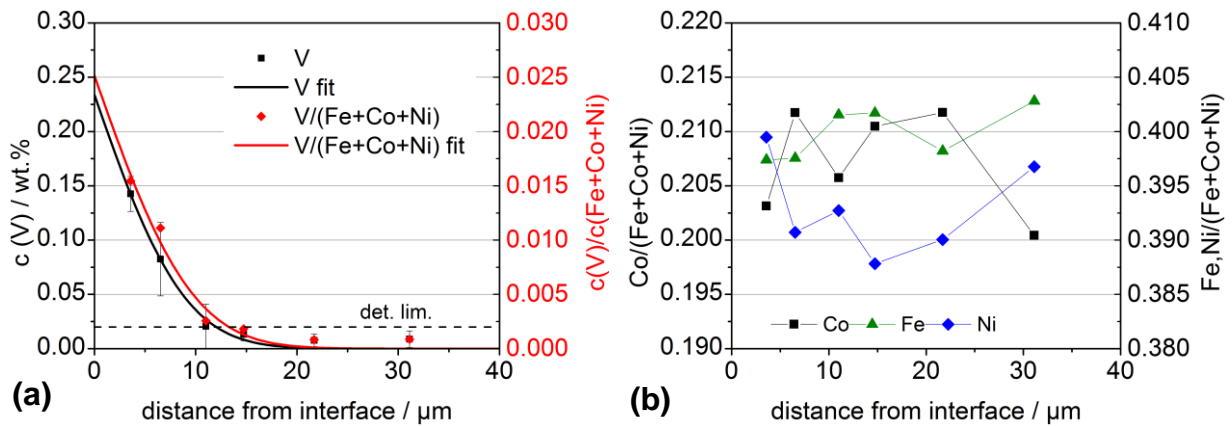 0.30
0.25
0.20
0.15
0.10
0.05
0.00
c (V) / wt.%
0.030
0.025
0.020
0.015
0.010
0.005
0.000
c(V)/c(Fe+Co+Ni)
V
V fit
V/(Fe+Co+Ni)
V/(Fe+Co+Ni) fit
det. lim.
0 10 20 30 40
distance from interface / µm
(a)
0.220
0.215
0.210
0.205
0.200
0.195
0.190
Co/(Fe+Co+Ni)
0.410
0.405
0.400
0.395
0.390
0.385
0.380
Fe,Ni/(Fe+Co+Ni)
Co Fe Ni
0 10 20 30 40
distance from interface / µm
(b)